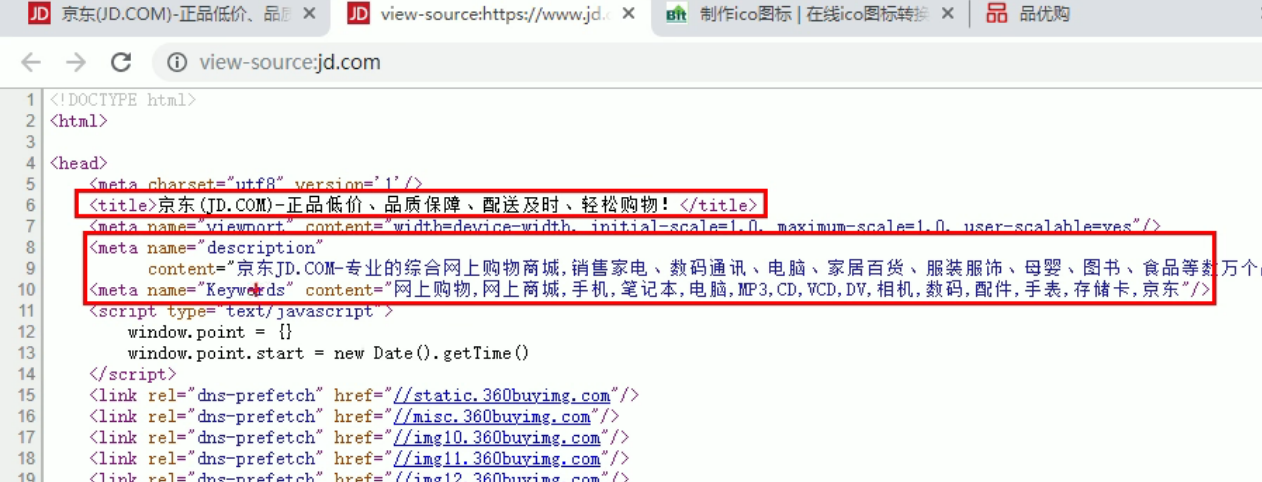 JD 京东(JD.COM)-正品低价、品质 × JD view-source:https://www.jd. × Bit 制作ico图标 | 在线ico图标转换 × 品优购
view-source:jd.com
1 <!DOCTYPE html>
2 <html>
3
4 <head>
5 <meta charset="utf8" version='1'/>
6 <title>京东(JD.COM)-正品低价、品质保障、配送及时、轻松购物!</title>
7 <meta name="viewport" content="width=device-width, initial-scale=1.0, maximum-scale=1.0, user-scalable=yes"/>
8 <meta name="description"
9 content="京东JD.COM-专业的综合网上购物商城,销售家电、数码通讯、电脑、家居百货、服装服饰、母婴、图书、食品等数万个
10 <meta name="Keywords" content="网上购物,网上商城,手机,笔记本,电脑,MP3,CD,VCD,DV,相机,数码,配件,手表,存储卡,京东"/>
11 <script type="text/javascript">
12 window.point = {}
13 window.point.start = new Date().getTime()
14 </script>
15 <link rel="dns-prefetch" href="//static.360buyimg.com"/>
16 <link rel="dns-prefetch" href="//misc.360buyimg.com"/>
17 <link rel="dns-prefetch" href="//img10.360buyimg.com"/>
18 <link rel="dns-prefetch" href="//img11.360buyimg.com"/>
19 <link rel="dns-prefetch" href="//img12.360buyimg.com"/>